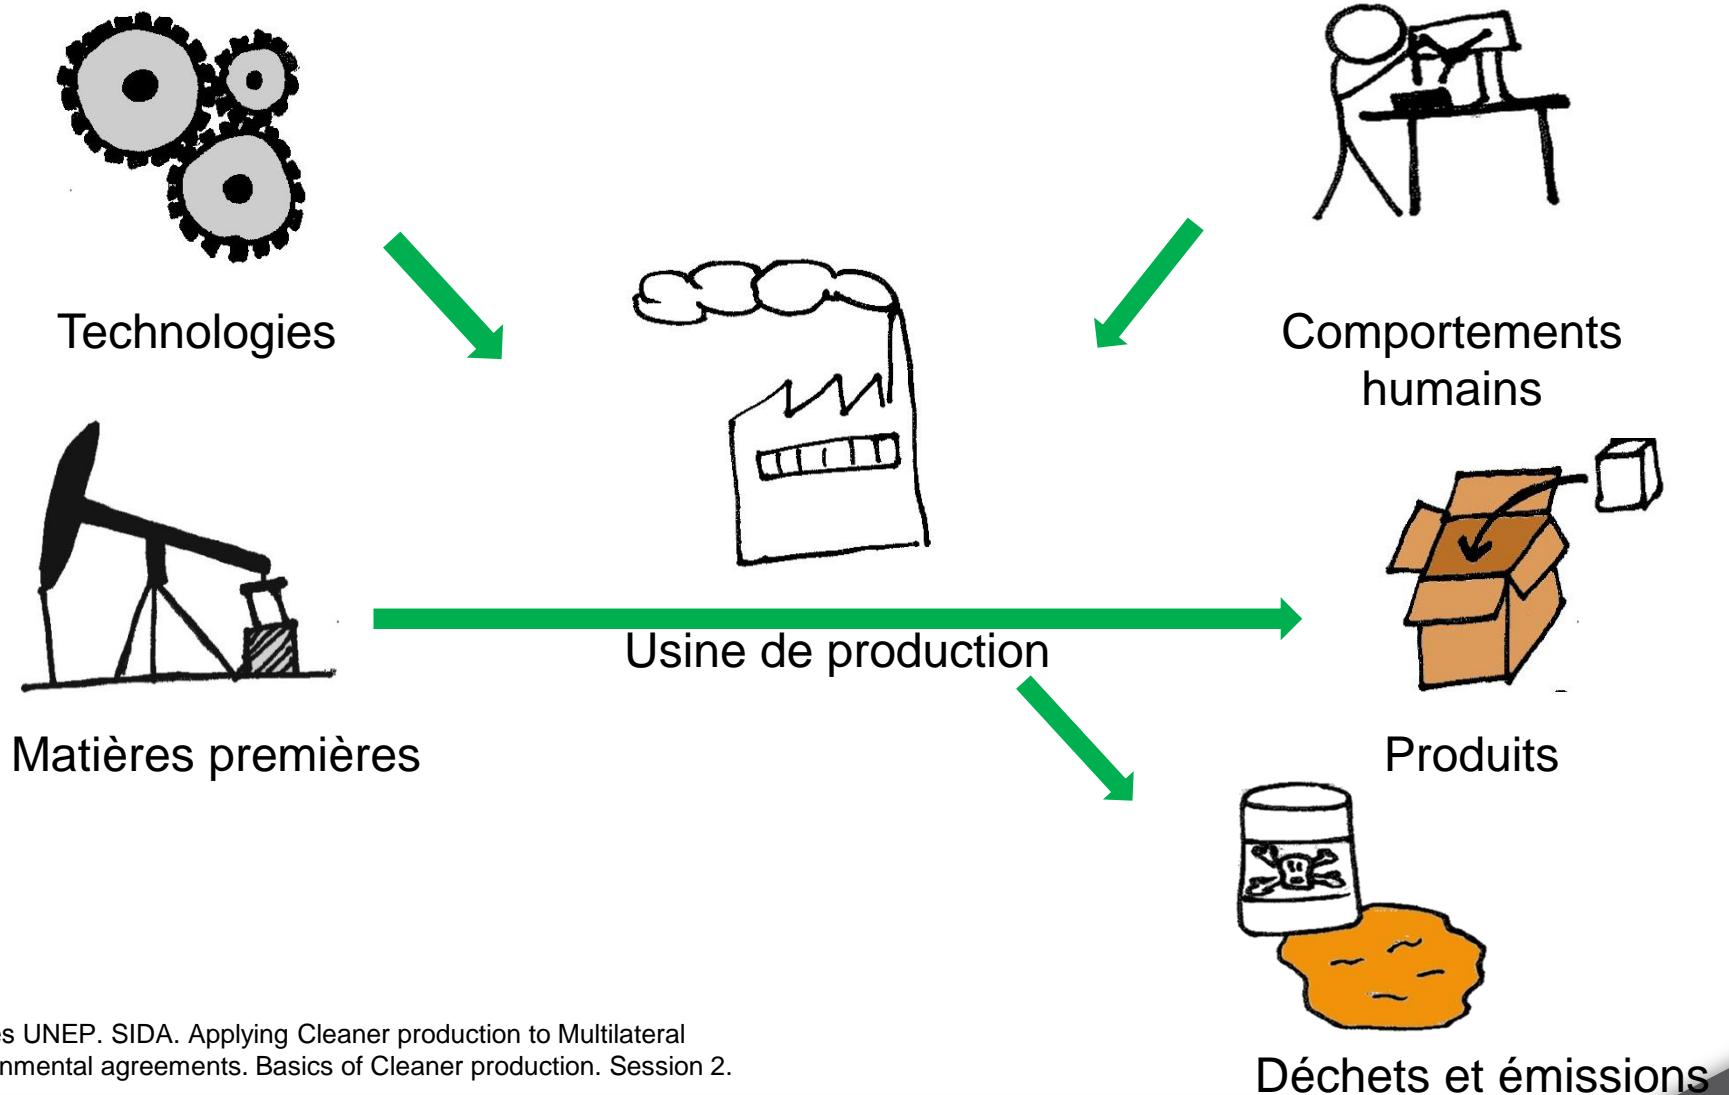 Technologies
Comportements
humains
Usine de production
Matières premières
Produits
UNEP. SIDA. Applying Cleaner production to Multilateral
agreements. Basics of Cleaner production. Session 2.
Déchets et émissions